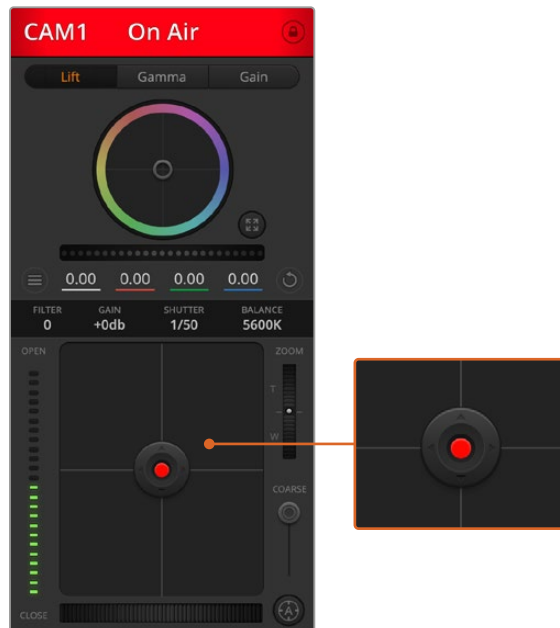 CAM1 On Air
Lift Gamma Gain
0.00 0.00 0.00 0.00
FILTER GAIN SHUTTER BALANCE
0 +0db 1/50 5600K
OPEN ZOOM
T
W
COARSE
CLOSE A